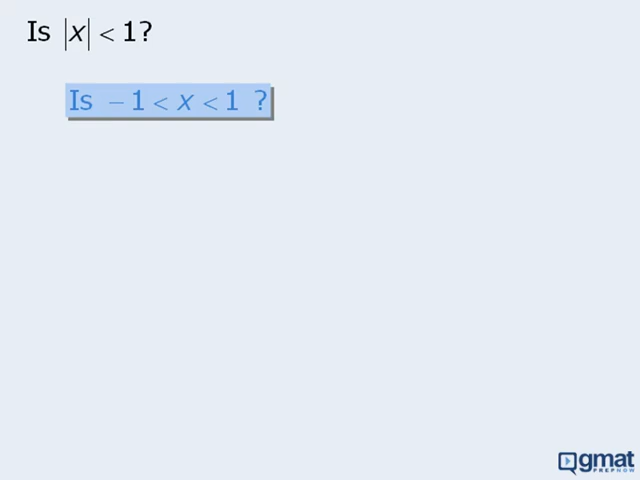 Is |x| < 1?
Is −1 < x < 1 ?
gmat
PREPNOW